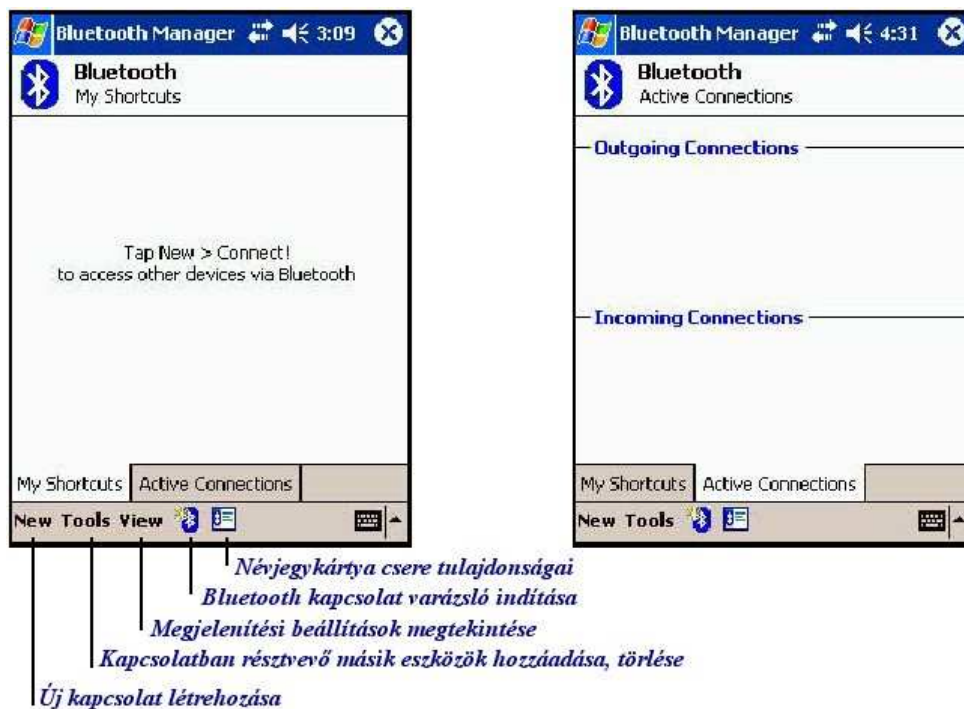 Bluetooth Manager 3:09
Bluetooth
My Shortcuts
Tap New > Connect!
to access other devices via Bluetooth
My Shortcuts Active Connections
New Tools View
Bluetooth Manager 4:31
Bluetooth
Active Connections
Outgoing Connections
Incoming Connections
My Shortcuts Active Connections
New Tools
Névjegykártya csere tulajdonságai
Bluetooth kapcsolat varázsló indítása
Megjelenítési beállítások megtekintése
Kapcsolatban résztvevő másik eszközök hozzáadása, törlése
Új kapcsolat létrehozása